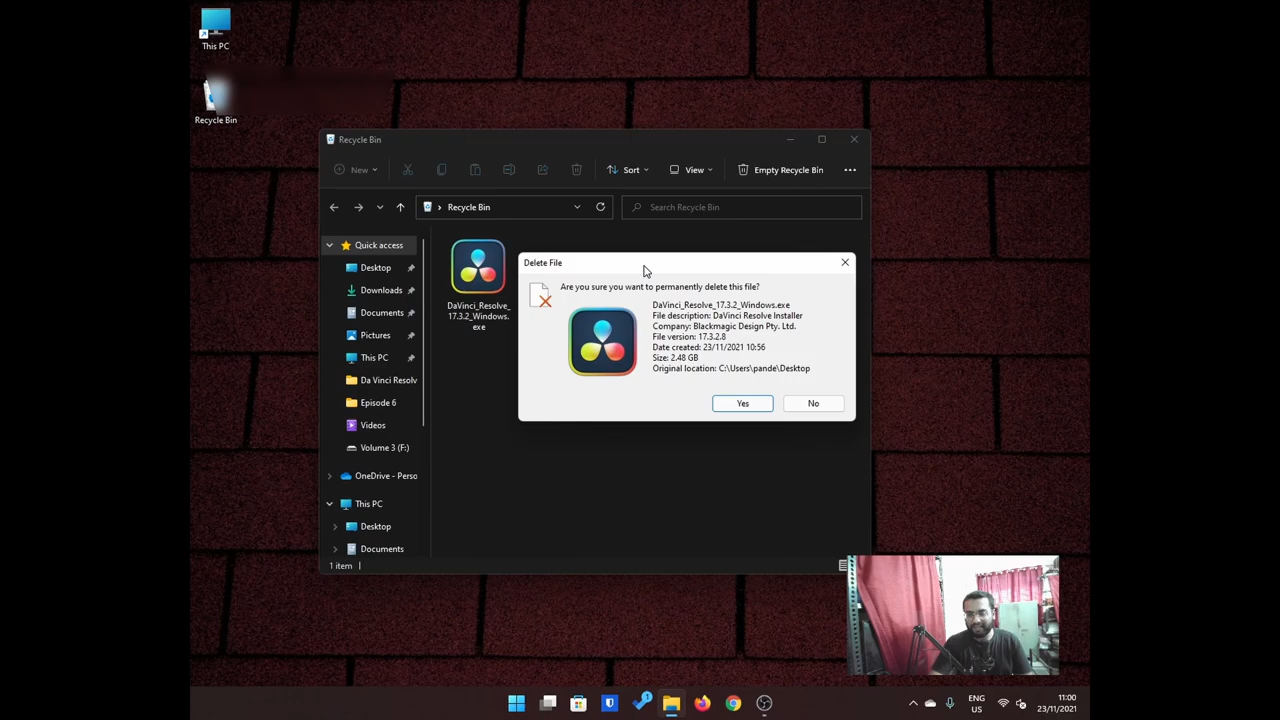 This PC
Recycle Bin
Recycle Bin
New
Sort
View
Empty Recycle Bin
Recycle Bin
Search Recycle Bin
Quick access
Desktop
Downloads
Documents
Pictures
This PC
Da Vinci Resolv
Episode 6
Videos
Volume 3 (F:)
OneDrive - Perso
This PC
Desktop
Documents
1 item
DaVinci_Resolve_
17.3.2_Windows.
exe
Delete File
Are you sure you want to permanently delete this file?
DaVinci_Resolve_17.3.2_Windows.exe
File description: DaVinci Resolve Installer
Company: Blackmagic Design Pty. Ltd.
File version: 17.3.2.8
Date created: 23/11/2021 10:56
Size: 2.48 GB
Original location: C:\Users\pande\Desktop
Yes
No
1
ENG
US
11:00
23/11/2021